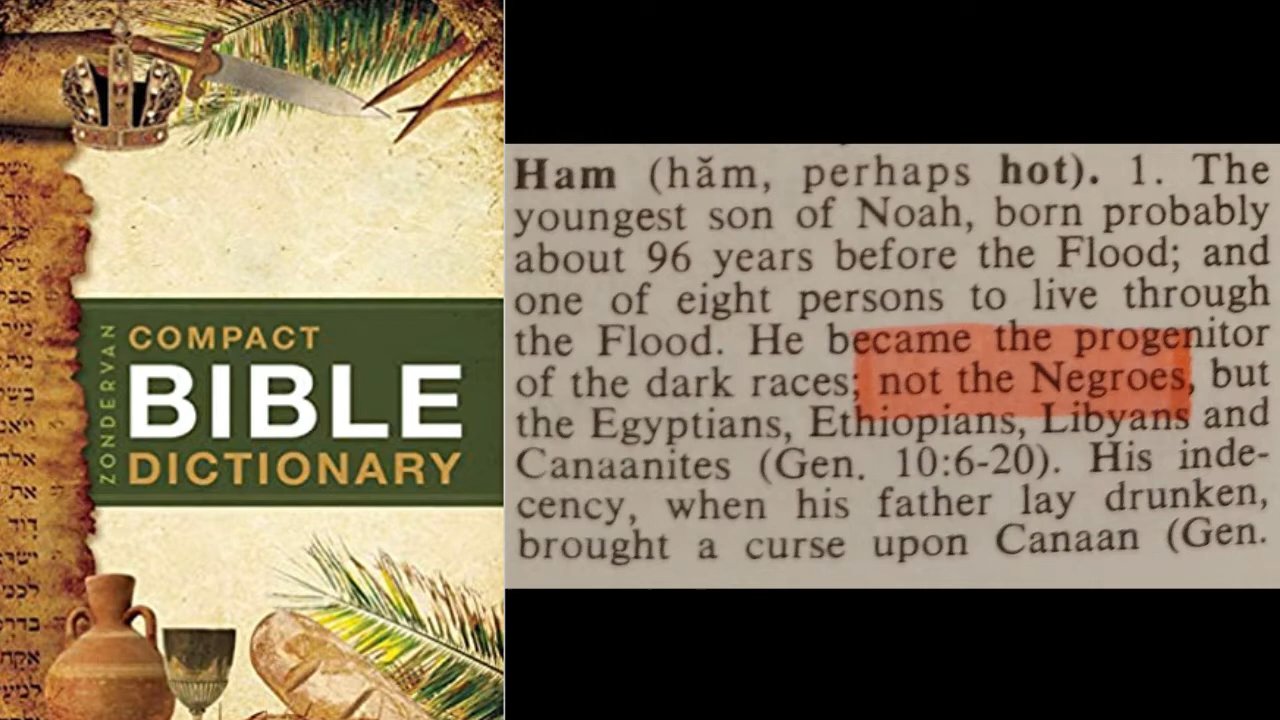 ZONDERVAN
COMPACT
BIBLE
DICTIONARY
Ham (hăm, perhaps hot). 1. The
youngest son of Noah, born probably
about 96 years before the Flood; and
one of eight persons to live through
the Flood. He became the progenitor
of the dark races; not the Negroes, but
the Egyptians, Ethiopians, Libyans and
Canaanites (Gen. 10:6-20). His inde-
cency, when his father lay drunken,
brought a curse upon Canaan (Gen.